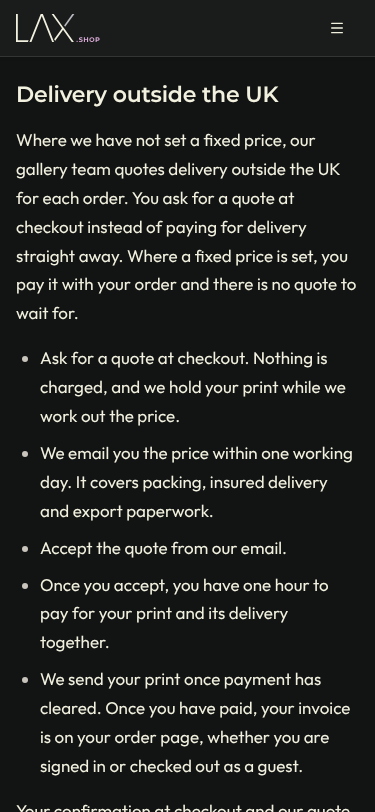 LAX.SHOP
Delivery outside the UK
Where we have not set a fixed price, our
gallery team quotes delivery outside the UK
for each order. You ask for a quote at
checkout instead of paying for delivery
straight away. Where a fixed price is set, you
pay it with your order and there is no quote to
wait for.
Ask for a quote at checkout. Nothing is
charged, and we hold your print while we
work out the price.
We email you the price within one working
day. It covers packing, insured delivery
and export paperwork.
Accept the quote from our email.
Once you accept, you have one hour to
pay for your print and its delivery
together.
We send your print once payment has
cleared. Once you have paid, your invoice
is on your order page, whether you are
signed in or checked out as a guest.
Your confirmation at checkout and our quote